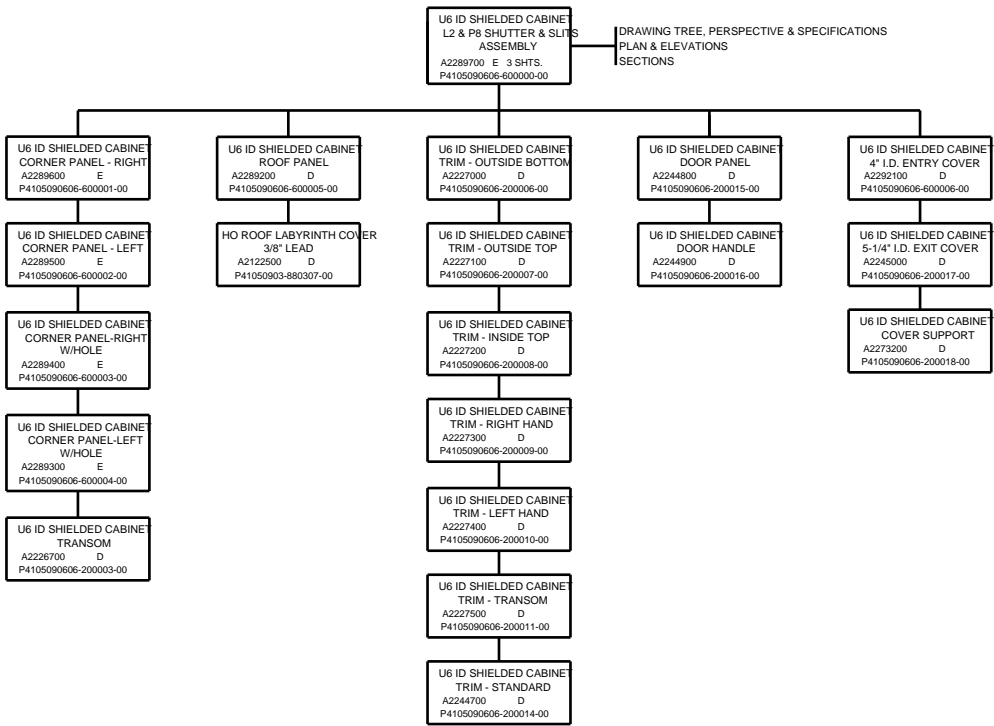 U6 ID SHIELDED CABINET
L2 & P8 SHUTTER & SLITS
ASSEMBLY
A2289700 E 3 SHTS.
P4105090606-600000-00
DRAWING TREE, PERSPECTIVE & SPECIFICATIONS
PLAN & ELEVATIONS
SECTIONS
U6 ID SHIELDED CABINET
CORNER PANEL - RIGHT
A2289600 E
P4105090606-600001-00
U6 ID SHIELDED CABINET
CORNER PANEL - LEFT
A2289500 E
P4105090606-600002-00
U6 ID SHIELDED CABINET
CORNER PANEL-RIGHT
W/HOLE
A2289400 E
P4105090606-600003-00
U6 ID SHIELDED CABINET
CORNER PANEL-LEFT
W/HOLE
A2289300 E
P4105090606-600004-00
U6 ID SHIELDED CABINET
TRANSOM
A2226700 D
P4105090606-200003-00
U6 ID SHIELDED CABINET
ROOF PANEL
A2289200 D
P4105090606-600005-00
HO ROOF LABYRINTH COVER
3/8" LEAD
A2122500 D
P41050903-880307-00
U6 ID SHIELDED CABINET
TRIM - OUTSIDE BOTTOM
A2227000 D
P4105090606-200006-00
U6 ID SHIELDED CABINET
TRIM - OUTSIDE TOP
A2227100 D
P4105090606-200007-00
U6 ID SHIELDED CABINET
TRIM - INSIDE TOP
A2227200 D
P4105090606-200008-00
U6 ID SHIELDED CABINET
TRIM - RIGHT HAND
A2227300 D
P4105090606-200009-00
U6 ID SHIELDED CABINET
TRIM - LEFT HAND
A2227400 D
P4105090606-200010-00
U6 ID SHIELDED CABINET
TRIM - TRANSOM
A2227500 D
P4105090606-200011-00
U6 ID SHIELDED CABINET
TRIM - STANDARD
A2244700 D
P4105090606-200014-00
U6 ID SHIELDED CABINET
DOOR PANEL
A2244800 D
P4105090606-200015-00
U6 ID SHIELDED CABINET
DOOR HANDLE
A2244900 D
P4105090606-200016-00
U6 ID SHIELDED CABINET
4" I.D. ENTRY COVER
A2292100 D
P4105090606-600006-00
U6 ID SHIELDED CABINET
5-1/4" I.D. EXIT COVER
A2245000 D
P4105090606-200017-00
U6 ID SHIELDED CABINET
COVER SUPPORT
A2273200 D
P4105090606-200018-00